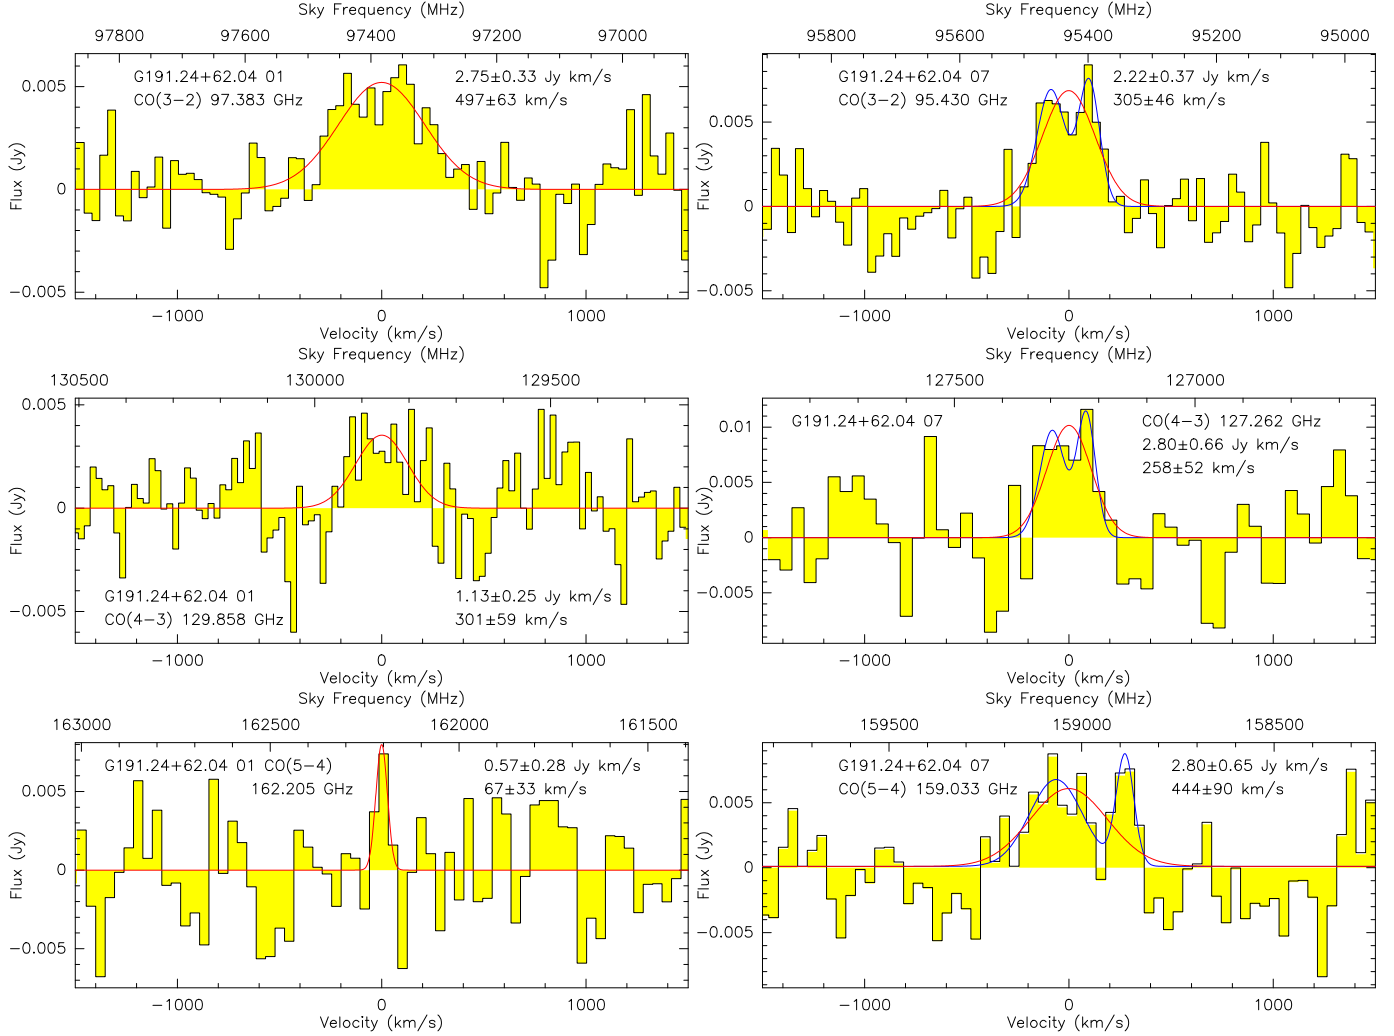 Sky Frequency (MHz)
97800 97600 97400 97200 97000
G191.24+62.04 01
CO(3−2) 97.383 GHz
2.75±0.33 Jy km/s
497±63 km/s
Flux (Jy)
0.005
0
−0.005
−1000 0 1000
Velocity (km/s)
Sky Frequency (MHz)
95800 95600 95400 95200 95000
G191.24+62.04 07
CO(3−2) 95.430 GHz
2.22±0.37 Jy km/s
305±46 km/s
Flux (Jy)
0.005
0
−0.005
−1000 0 1000
Velocity (km/s)
Sky Frequency (MHz)
130500 130000 129500
Flux (Jy)
0.005
0
−0.005
G191.24+62.04 01
CO(4−3) 129.858 GHz
1.13±0.25 Jy km/s
301±59 km/s
−1000 0 1000
Velocity (km/s)
Sky Frequency (MHz)
127500 127000
G191.24+62.04 07
CO(4−3) 127.262 GHz
2.80±0.66 Jy km/s
258±52 km/s
Flux (Jy)
0.01
0.005
0
−0.005
−1000 0 1000
Velocity (km/s)
Sky Frequency (MHz)
163000 162500 162000 161500
G191.24+62.04 01 CO(5−4)
162.205 GHz
0.57±0.28 Jy km/s
67±33 km/s
Flux (Jy)
0.005
0
−0.005
−1000 0 1000
Velocity (km/s)
Sky Frequency (MHz)
159500 159000 158500
G191.24+62.04 07
CO(5−4) 159.033 GHz
2.80±0.65 Jy km/s
444±90 km/s
Flux (Jy)
0.005
0
−0.005
−1000 0 1000
Velocity (km/s)